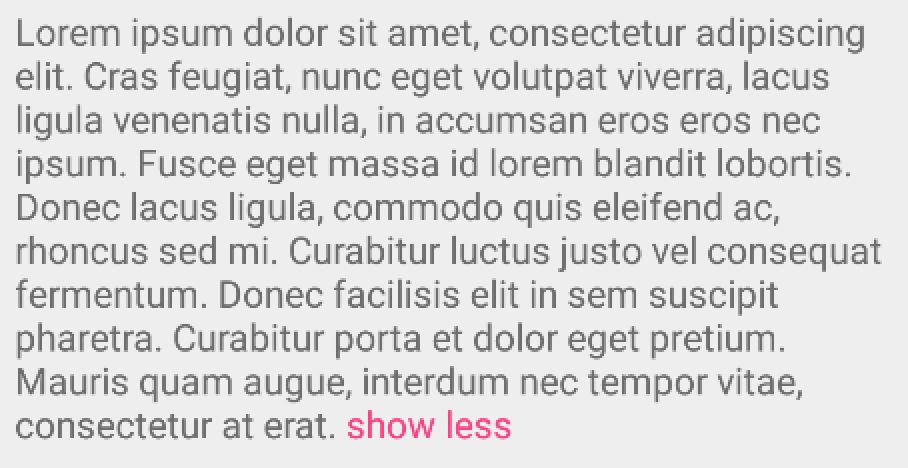 Lorem ipsum dolor sit amet, consectetur adipiscing
elit. Cras feugiat, nunc eget volutpat viverra, lacus
ligula venenatis nulla, in accumsan eros eros nec
ipsum. Fusce eget massa id lorem blandit lobortis.
Donec lacus ligula, commodo quis eleifend ac,
rhoncus sed mi. Curabitur luctus justo vel consequat
fermentum. Donec facilisis elit in sem suscipit
pharetra. Curabitur porta et dolor eget pretium.
Mauris quam augue, interdum nec tempor vitae,
consectetur at erat. show less